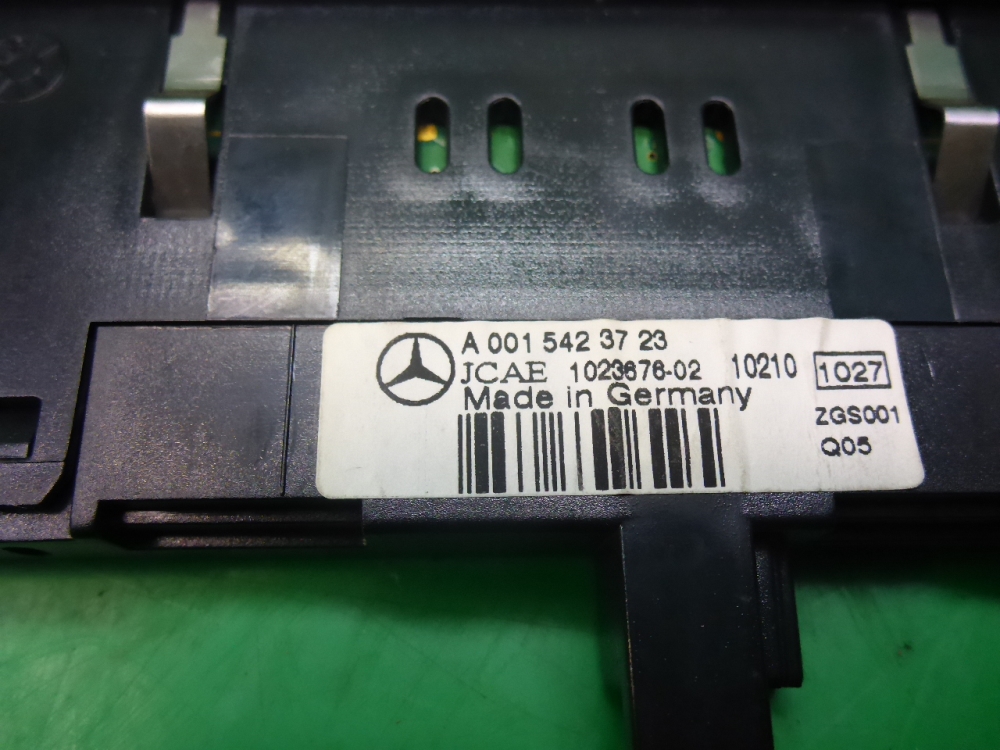 A 001 542 37 23
JCAE 1023676-02 10210 1027
Made in Germany
ZGS001
Q05